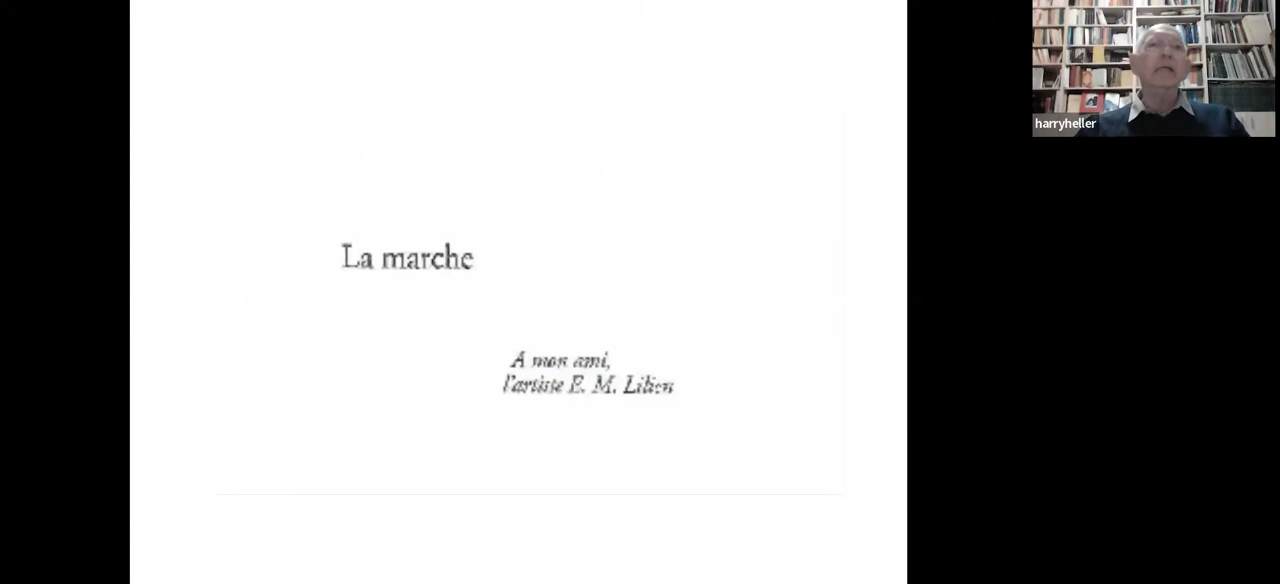 La marche
A mon ami,
l'artiste E. M. Lilien
harryheller